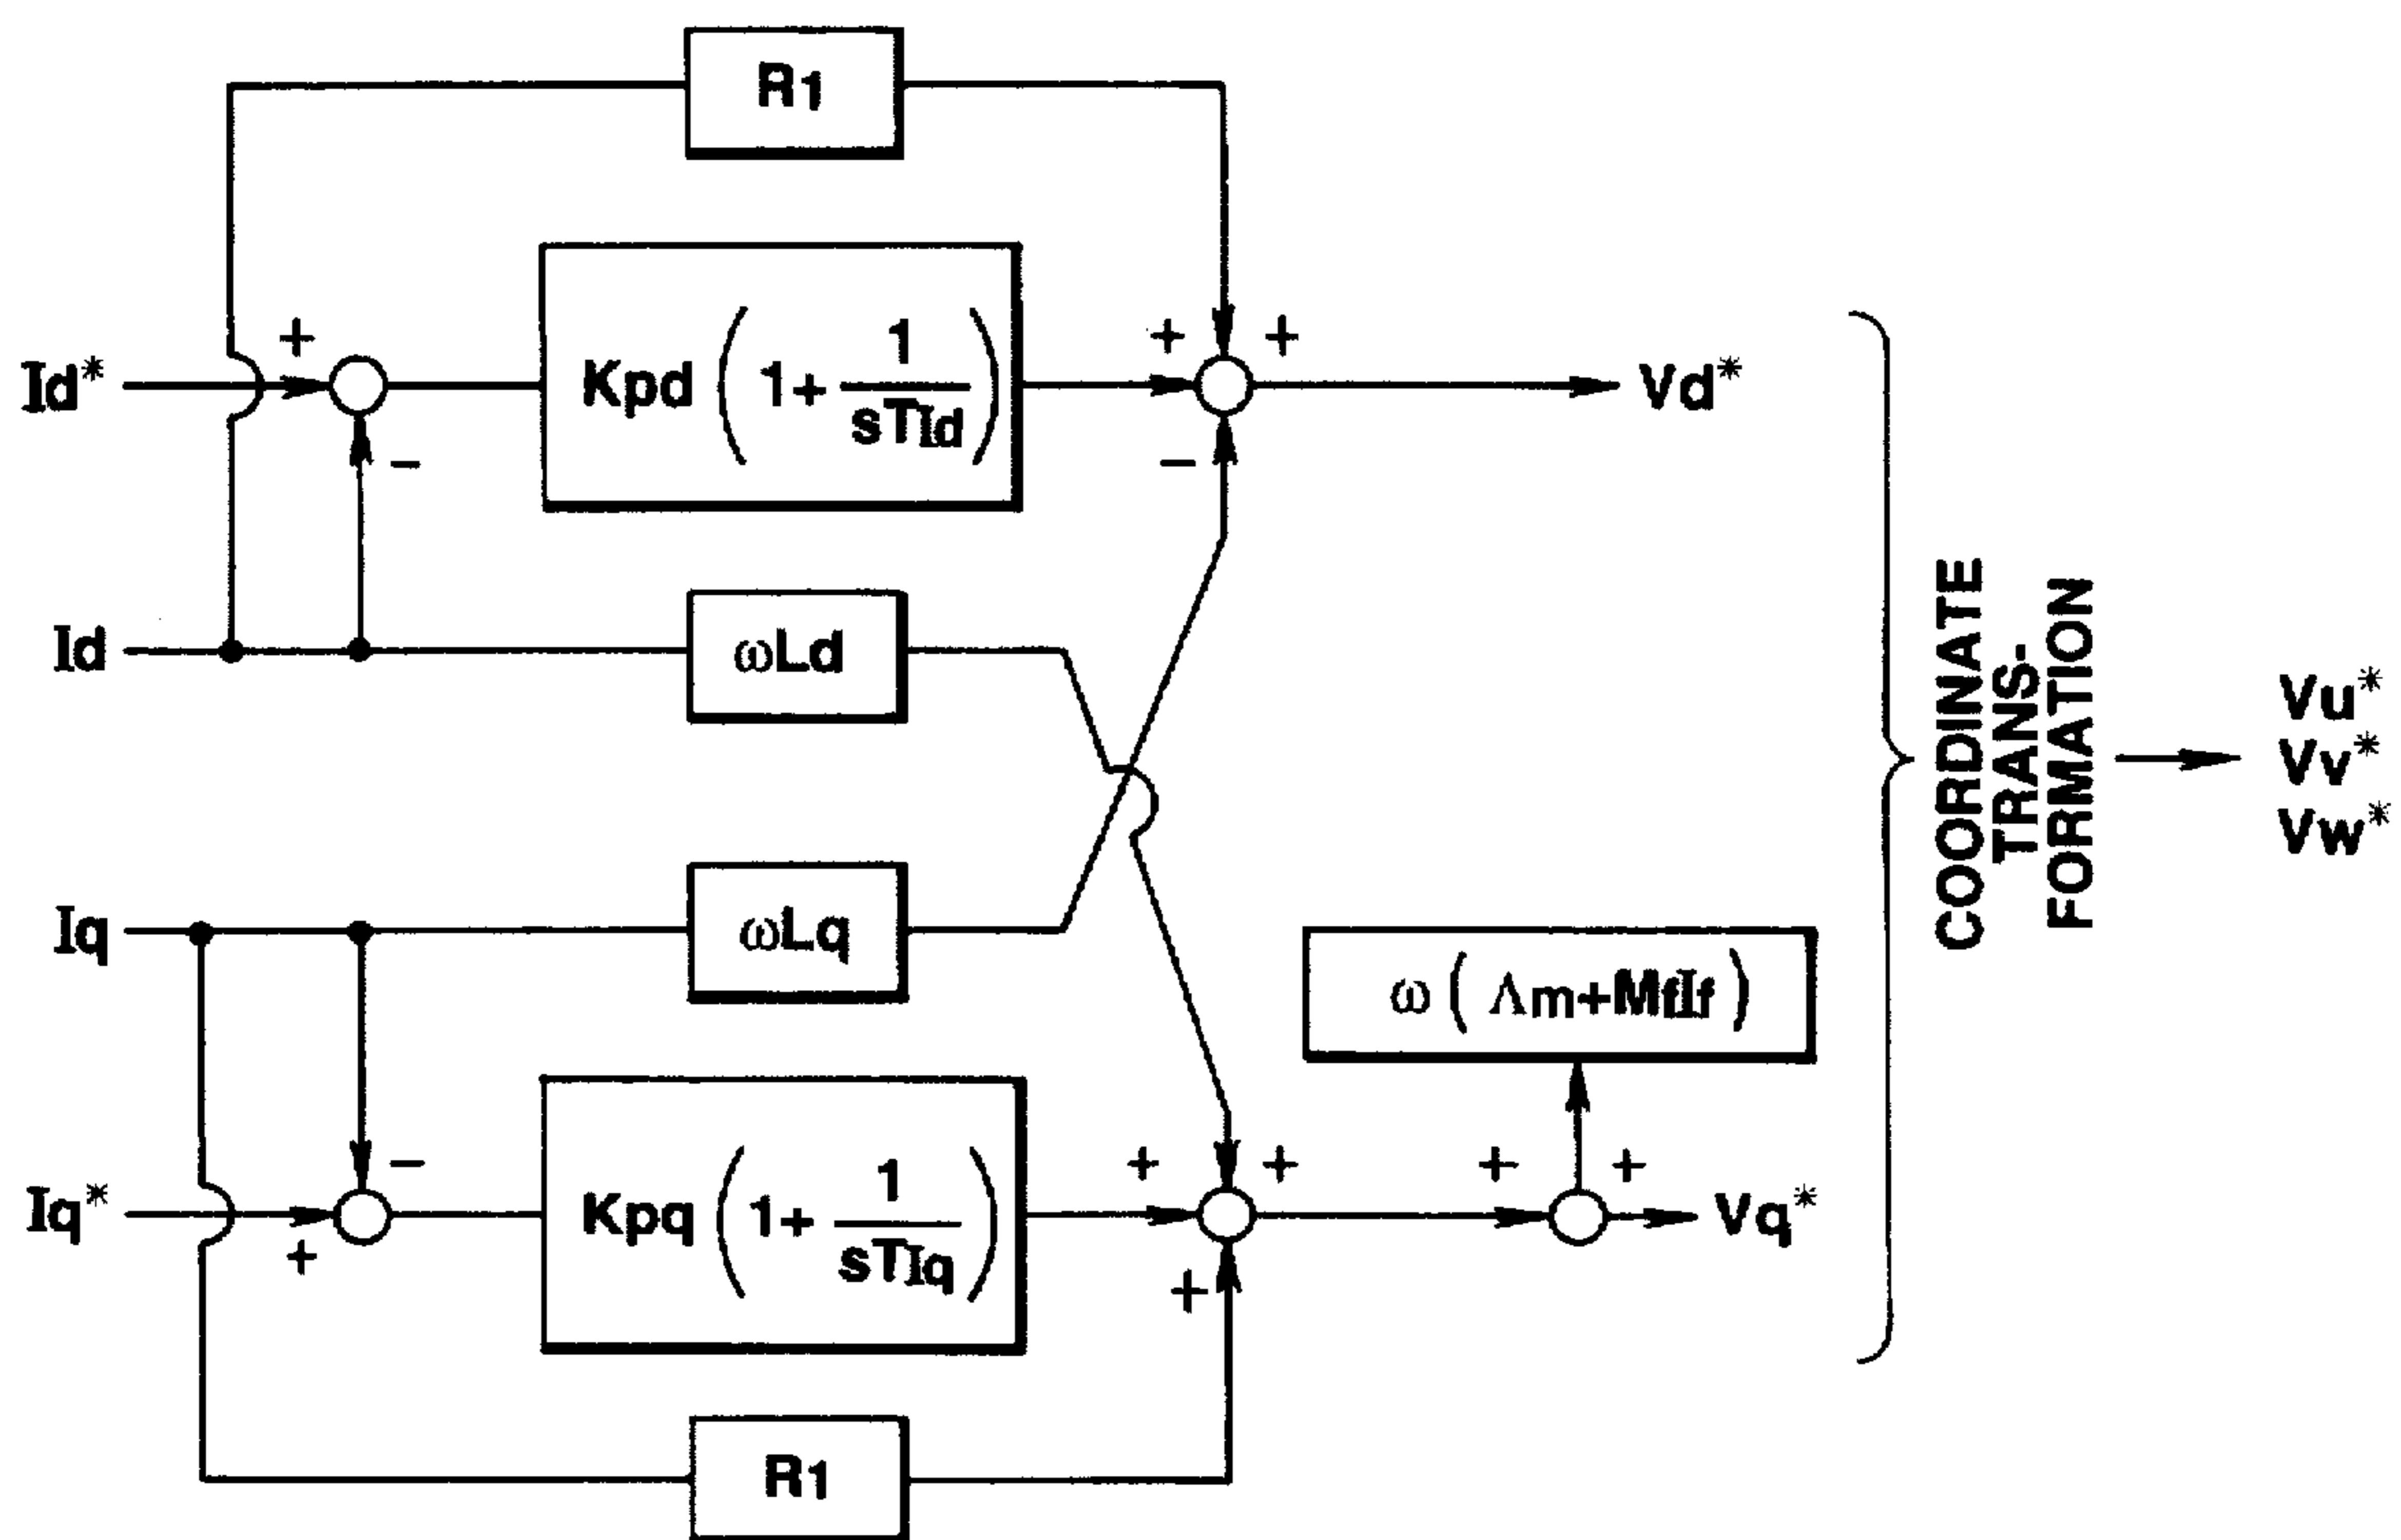 R1
Id*
+
Kpd ( 1+ 1 / sTId )
+
+
Vd*
−
−
Id
ωLd
Iq
ωLq
COORDINATE
TRANS-
FORMATION
Vu*
Vv*
Vw*
ω ( Λm+MfIf )
−
Iq*
+
Kpq ( 1+ 1 / sTIq )
+
+
+
+
+
Vq*
R1